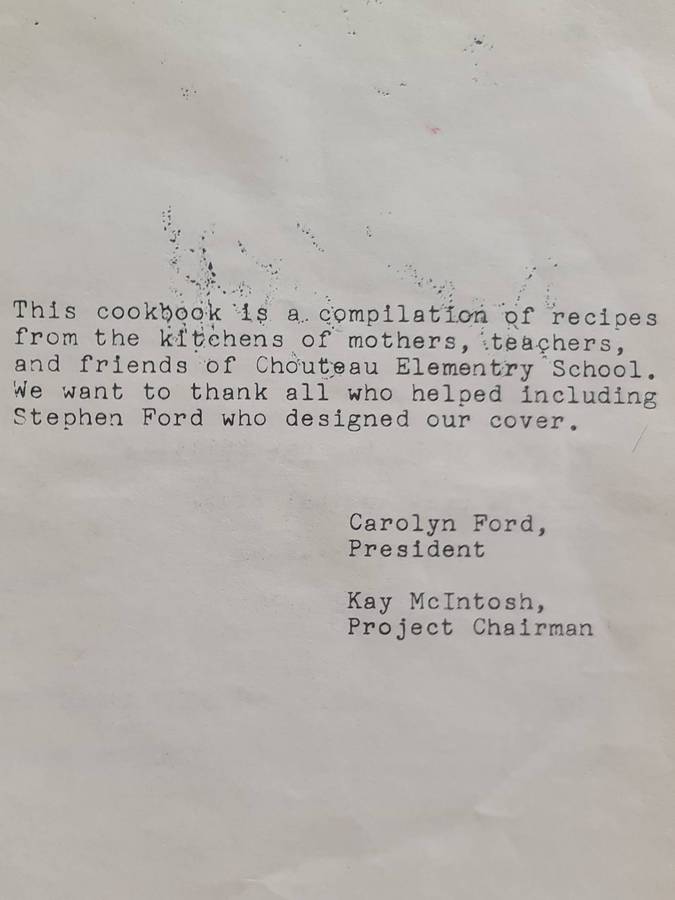 This cookbook is a compilation of recipes
from the kitchens of mothers, teachers,
and friends of Chouteau Elementry School.
We want to thank all who helped including
Stephen Ford who designed our cover.
Carolyn Ford,
President
Kay McIntosh,
Project Chairman